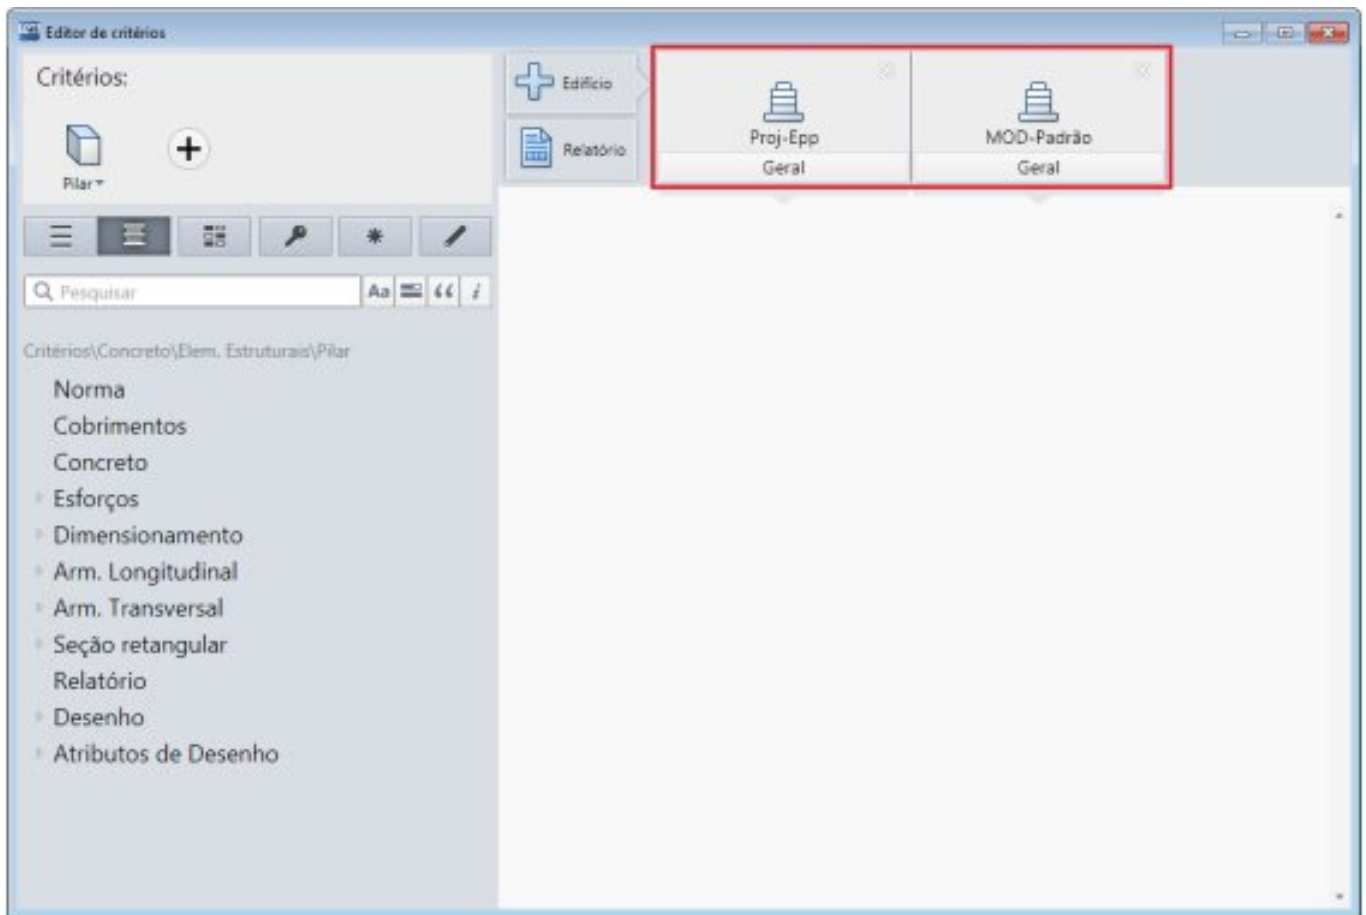 Editor de critérios
Critérios:
Pilar
Edifício
Relatório
Proj-Epp
Geral
MOD-Padrão
Geral
Pesquisar
Aa
i
Critérios\Concreto\Elem. Estruturais\Pilar
Norma
Cobrimentos
Concreto
Esforços
Dimensionamento
Arm. Longitudinal
Arm. Transversal
Seção retangular
Relatório
Desenho
Atributos de Desenho